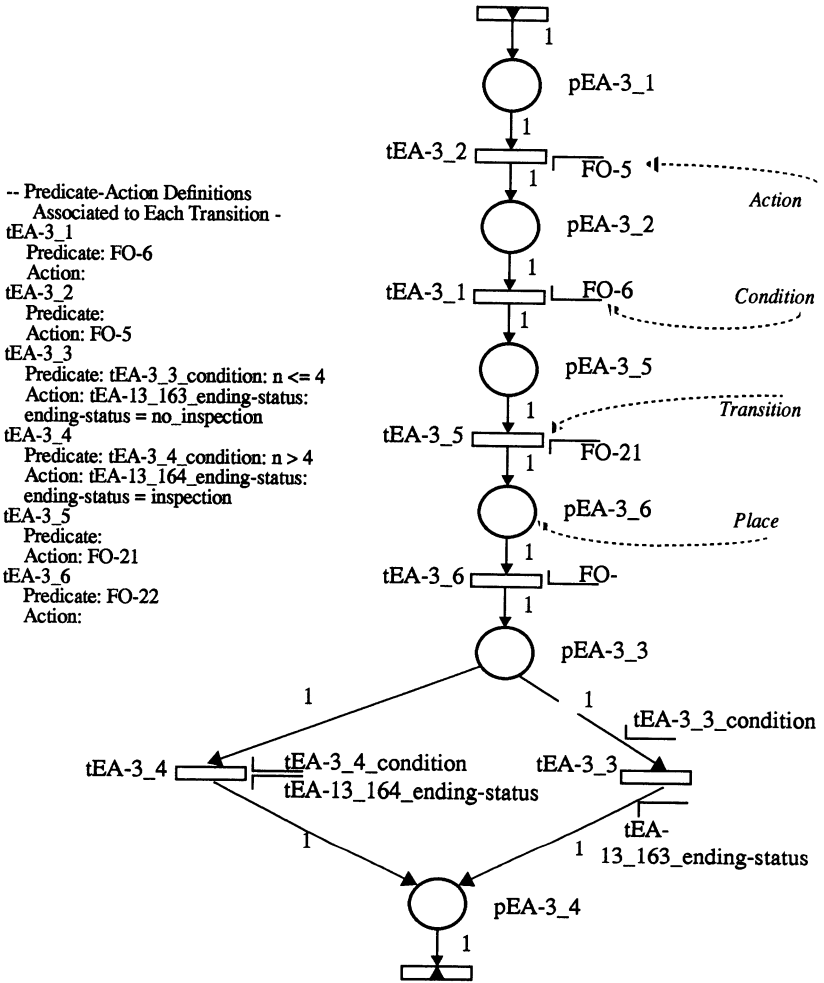 1
pEA-3_1
1
tEA-3_2
FO-5
1
Action
-- Predicate-Action Definitions
Associated to Each Transition -
tEA-3_1
Predicate: FO-6
Action:
tEA-3_2
Predicate:
Action: FO-5
tEA-3_3
Predicate: tEA-3_3_condition: n <= 4
Action: tEA-13_163_ending-status:
ending-status = no_inspection
tEA-3_4
Predicate: tEA-3_4_condition: n > 4
Action: tEA-13_164_ending-status:
ending-status = inspection
tEA-3_5
Predicate:
Action: FO-21
tEA-3_6
Predicate: FO-22
Action:
pEA-3_2
1
tEA-3_1
FO-6
Condition
1
pEA-3_5
1
Transition
tEA-3_5
FO-21
1
pEA-3_6
Place
1
tEA-3_6
FO-
1
pEA-3_3
1
1
tEA-3_3_condition
tEA-3_4
tEA-3_4_condition
tEA-13_164_ending-status
tEA-3_3
1
1
tEA-
13_163_ending-status
pEA-3_4
1